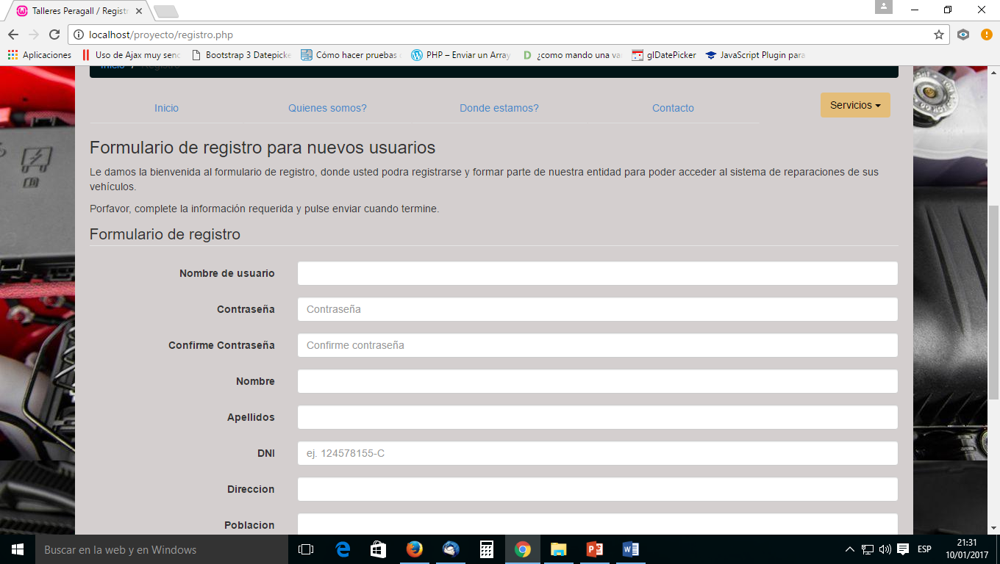 Talleres Peragall / Registr
localhost/proyecto/registro.php
Aplicaciones
Uso de Ajax muy senc
Bootstrap 3 Datepicke
Cómo hacer pruebas
PHP – Enviar un Array
¿como mando una va
glDatePicker
JavaScript Plugin para
Inicio / Registro
Inicio
Quienes somos?
Donde estamos?
Contacto
Servicios
Formulario de registro para nuevos usuarios
Le damos la bienvenida al formulario de registro, donde usted podra registrarse y formar parte de nuestra entidad para poder acceder al sistema de reparaciones de sus
vehículos.
Porfavor, complete la información requerida y pulse enviar cuando termine.
Formulario de registro
Nombre de usuario
Contraseña
Contraseña
Confirme Contraseña
Confirme contraseña
Nombre
Apellidos
DNI
ej. 124578155-C
Direccion
Poblacion
Buscar en la web y en Windows
ESP
21:31
10/01/2017